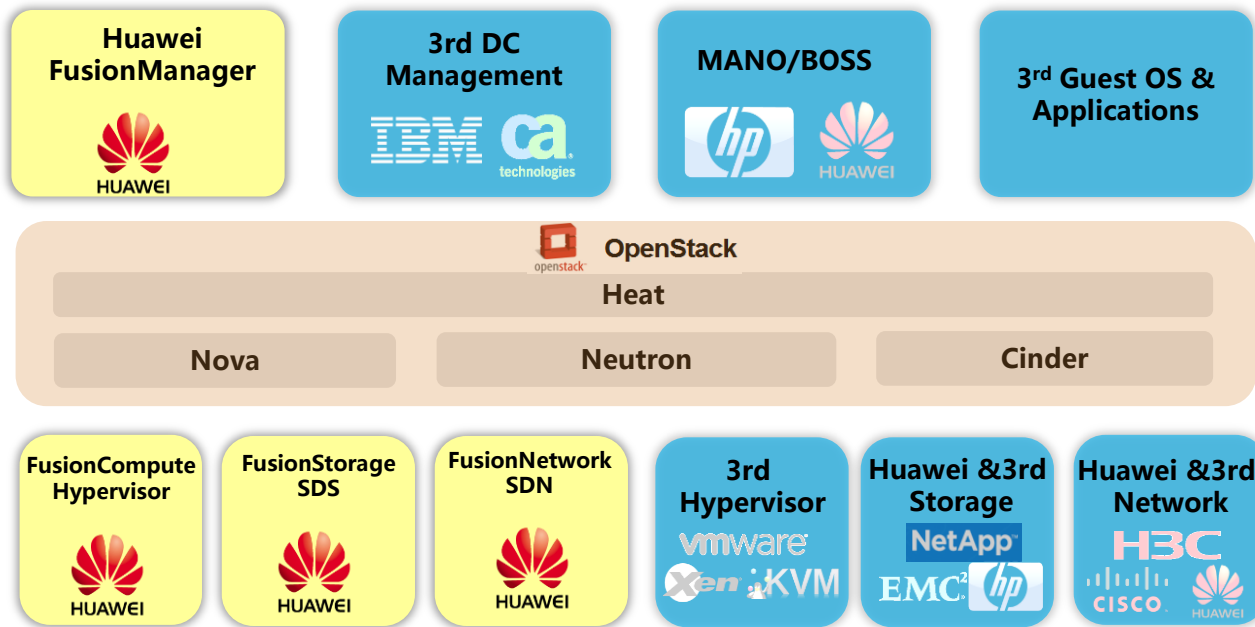 Huawei
FusionManager
HUAWEI
3rd DC
Management
IBM ca
technologies
MANO/BOSS
hp
HUAWEI
3rd Guest OS &
Applications
openstack
OpenStack
Heat
Nova
Neutron
Cinder
FusionCompute
Hypervisor
HUAWEI
FusionStorage
SDS
HUAWEI
FusionNetwork
SDN
HUAWEI
3rd
Hypervisor
vmware
Xen KVM
Huawei &3rd
Storage
NetApp™
EMC² hp
Huawei &3rd
Network
H3C
CISCO.
HUAWEI